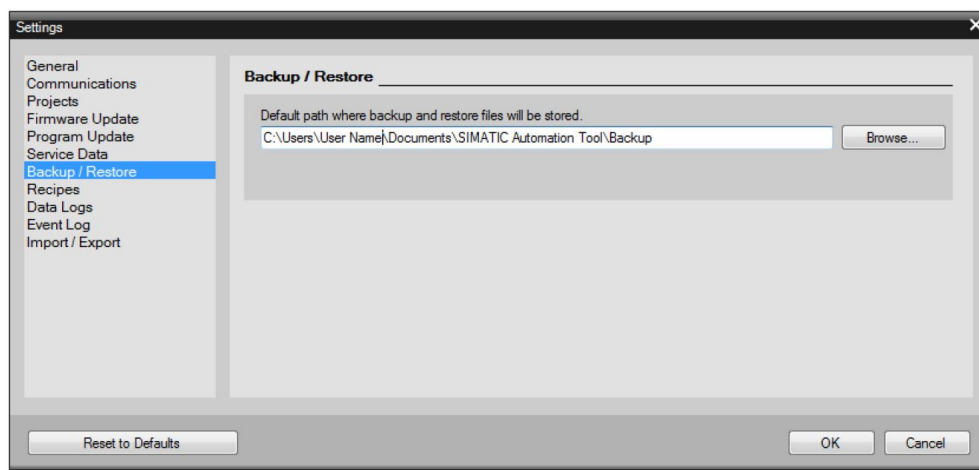 Settings
General
Communications
Projects
Firmware Update
Program Update
Service Data
Backup / Restore
Recipes
Data Logs
Event Log
Import / Export
Backup / Restore
Default path where backup and restore files will be stored.
C:\Users\User Name\Documents\SIMATIC Automation Tool\Backup
Browse...
Reset to Defaults
OK
Cancel